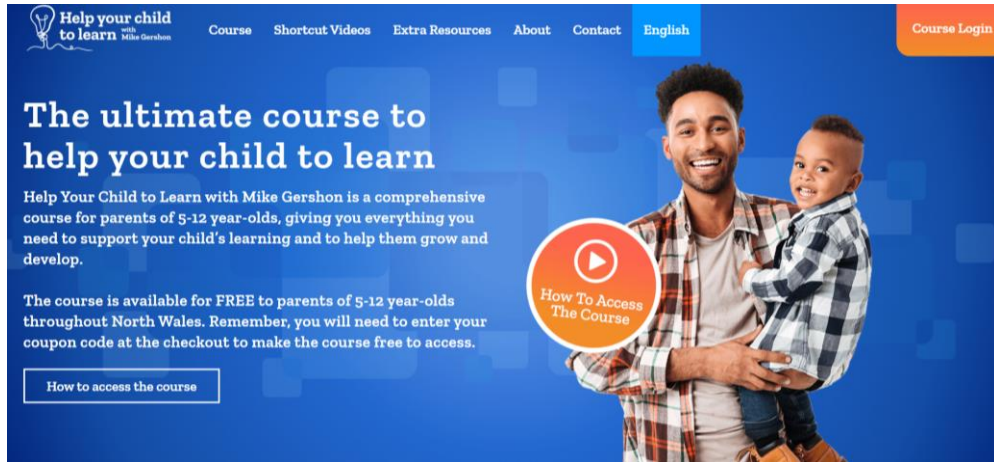 Help your child
to learn with Mike Gershon
Course
Shortcut Videos
Extra Resources
About
Contact
English
Course Login
The ultimate course to
help your child to learn
Help Your Child to Learn with Mike Gershon is a comprehensive
course for parents of 5-12 year-olds, giving you everything you
need to support your child's learning and to help them grow and
develop.
The course is available for FREE to parents of 5-12 year-olds
throughout North Wales. Remember, you will need to enter your
coupon code at the checkout to make the course free to access.
How to access the course
How To Access
The Course